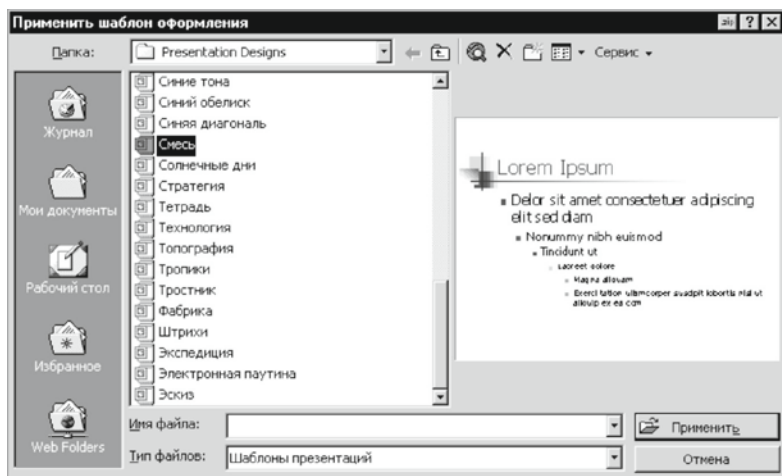 Применить шаблон оформления
Папка: Presentation Designs Сервис
Журнал
Мои документы
Рабочий стол
Избранное
Web Folders
Синие тона
Синий обелиск
Синяя диагональ
Смесь
Солнечные дни
Стратегия
Тетрадь
Технология
Топография
Тропики
Тростник
Фабрика
Штрихи
Экспедиция
Электронная паутина
Эскиз
Lorem Ipsum
Delor sit amet consectetuer adipiscing
elit sed diam
Nonummy nibh euismod
Tincidunt ut
Laoreet dolore
Magna aliquam
Имя файла: Применить
Тип файлов: Шаблоны презентаций Отмена